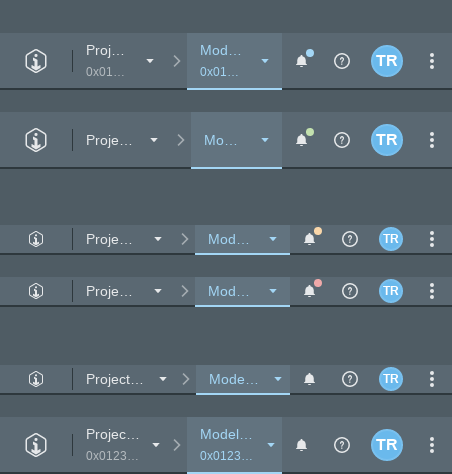 Proj... Mod...
0x01... 0x01... TR
Proje... Mo... TR
Proje... Mod... TR
Proje... Mod... TR
Project... Mode... TR
Projec... Model...
0x0123... 0x0123... TR